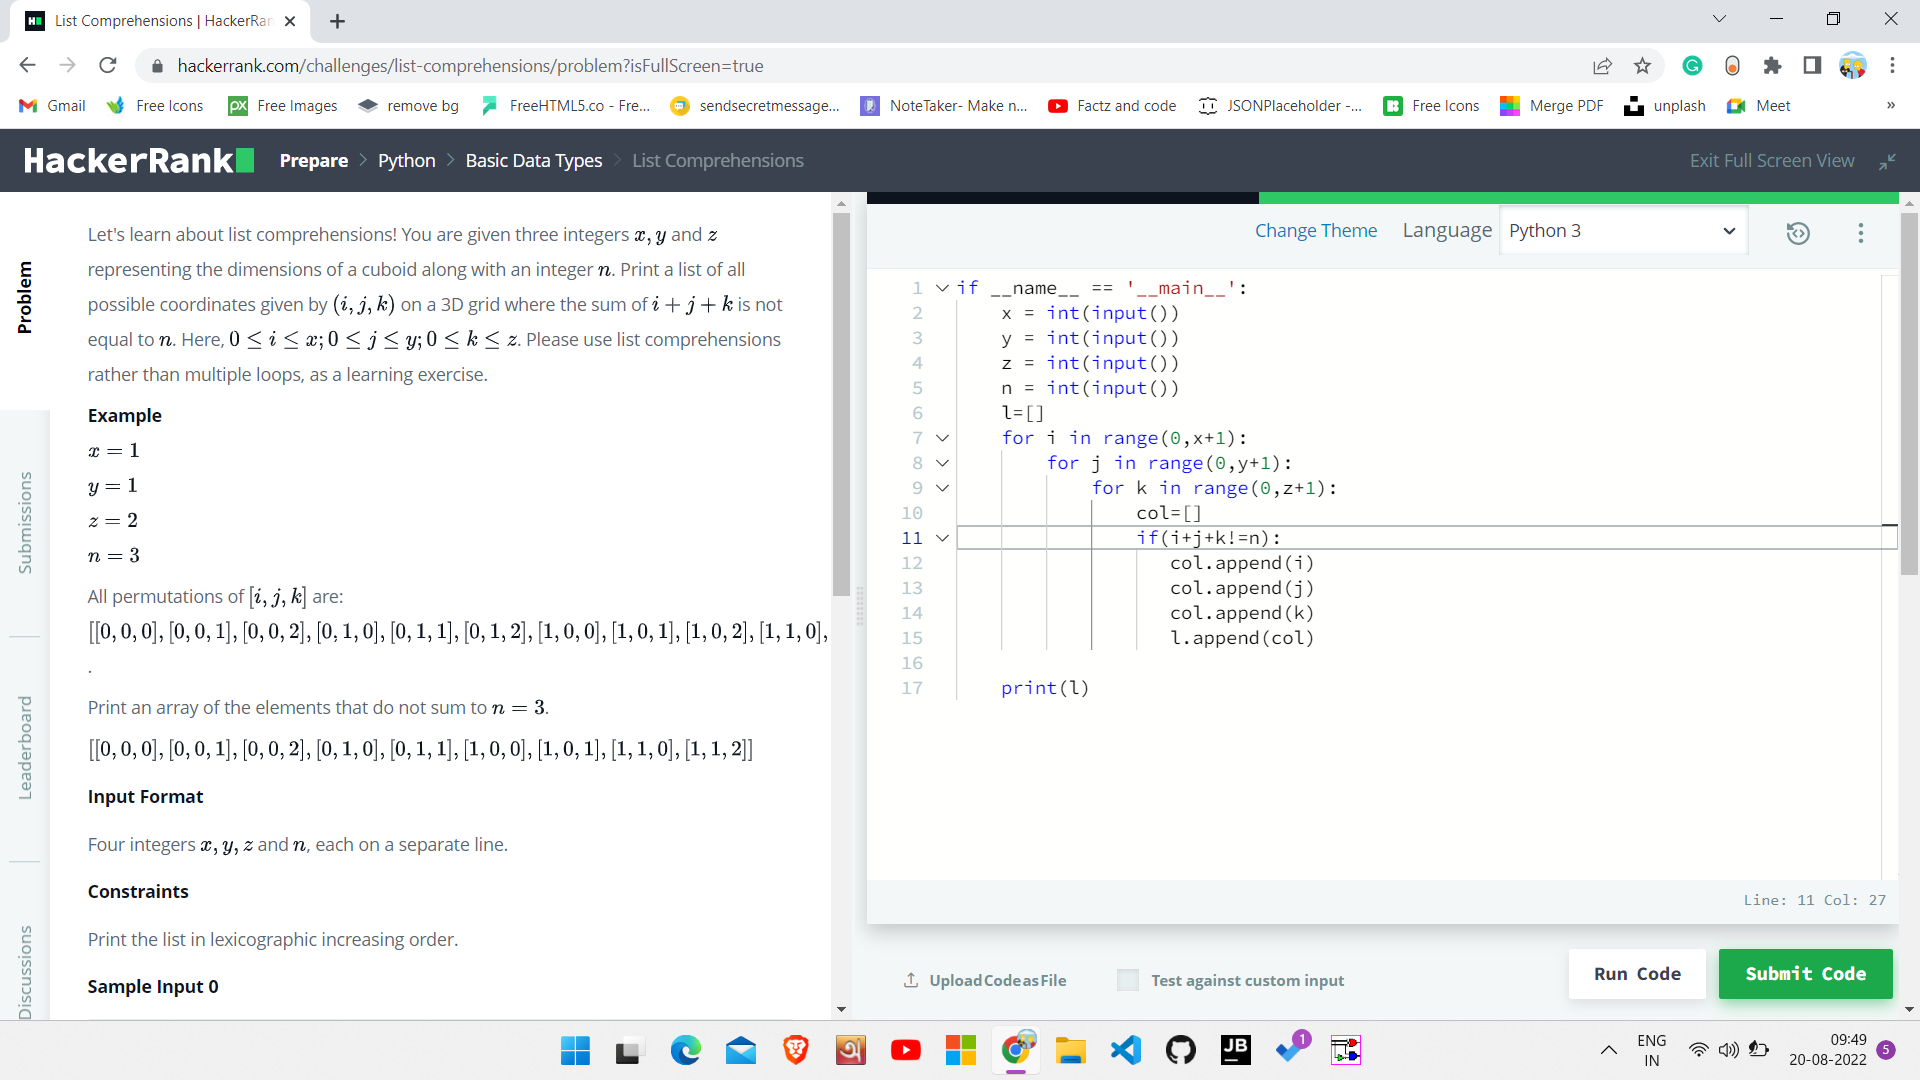 List Comprehensions | HackerRan
hackerrank.com/challenges/list-comprehensions/problem?isFullScreen=true
Gmail
Free Icons
Free Images
remove bg
FreeHTML5.co - Fre...
sendsecretmessage...
NoteTaker- Make n...
Factz and code
JSONPlaceholder -...
Free Icons
Merge PDF
unplash
Meet
»
HackerRank
Prepare > Python > Basic Data Types > List Comprehensions
Exit Full Screen View
Problem
Submissions
Leaderboard
Discussions
Let's learn about list comprehensions! You are given three integers x, y and z
representing the dimensions of a cuboid along with an integer n. Print a list of all
possible coordinates given by (i, j, k) on a 3D grid where the sum of i + j + k is not
equal to n. Here, 0 ≤ i ≤ x; 0 ≤ j ≤ y; 0 ≤ k ≤ z. Please use list comprehensions
rather than multiple loops, as a learning exercise.
Example
x = 1
y = 1
z = 2
n = 3
All permutations of [i, j, k] are:
[[0, 0, 0], [0, 0, 1], [0, 0, 2], [0, 1, 0], [0, 1, 1], [0, 1, 2], [1, 0, 0], [1, 0, 1], [1, 0, 2], [1, 1, 0],
.
Print an array of the elements that do not sum to n = 3.
[[0, 0, 0], [0, 0, 1], [0, 0, 2], [0, 1, 0], [0, 1, 1], [1, 0, 0], [1, 0, 1], [1, 1, 0], [1, 1, 2]]
Input Format
Four integers x, y, z and n, each on a separate line.
Constraints
Print the list in lexicographic increasing order.
Sample Input 0
Change Theme
Language
Python 3
1 if __name__ == '__main__':
2 x = int(input())
3 y = int(input())
4 z = int(input())
5 n = int(input())
6 l=[]
7 for i in range(0,x+1):
8 for j in range(0,y+1):
9 for k in range(0,z+1):
10 col=[]
11 if(i+j+k!=n):
12 col.append(i)
13 col.append(j)
14 col.append(k)
15 l.append(col)
16
17 print(l)
Line: 11 Col: 27
Upload Code as File
Test against custom input
Run Code
Submit Code
JB
1
ENG
IN
09:49
20-08-2022
5